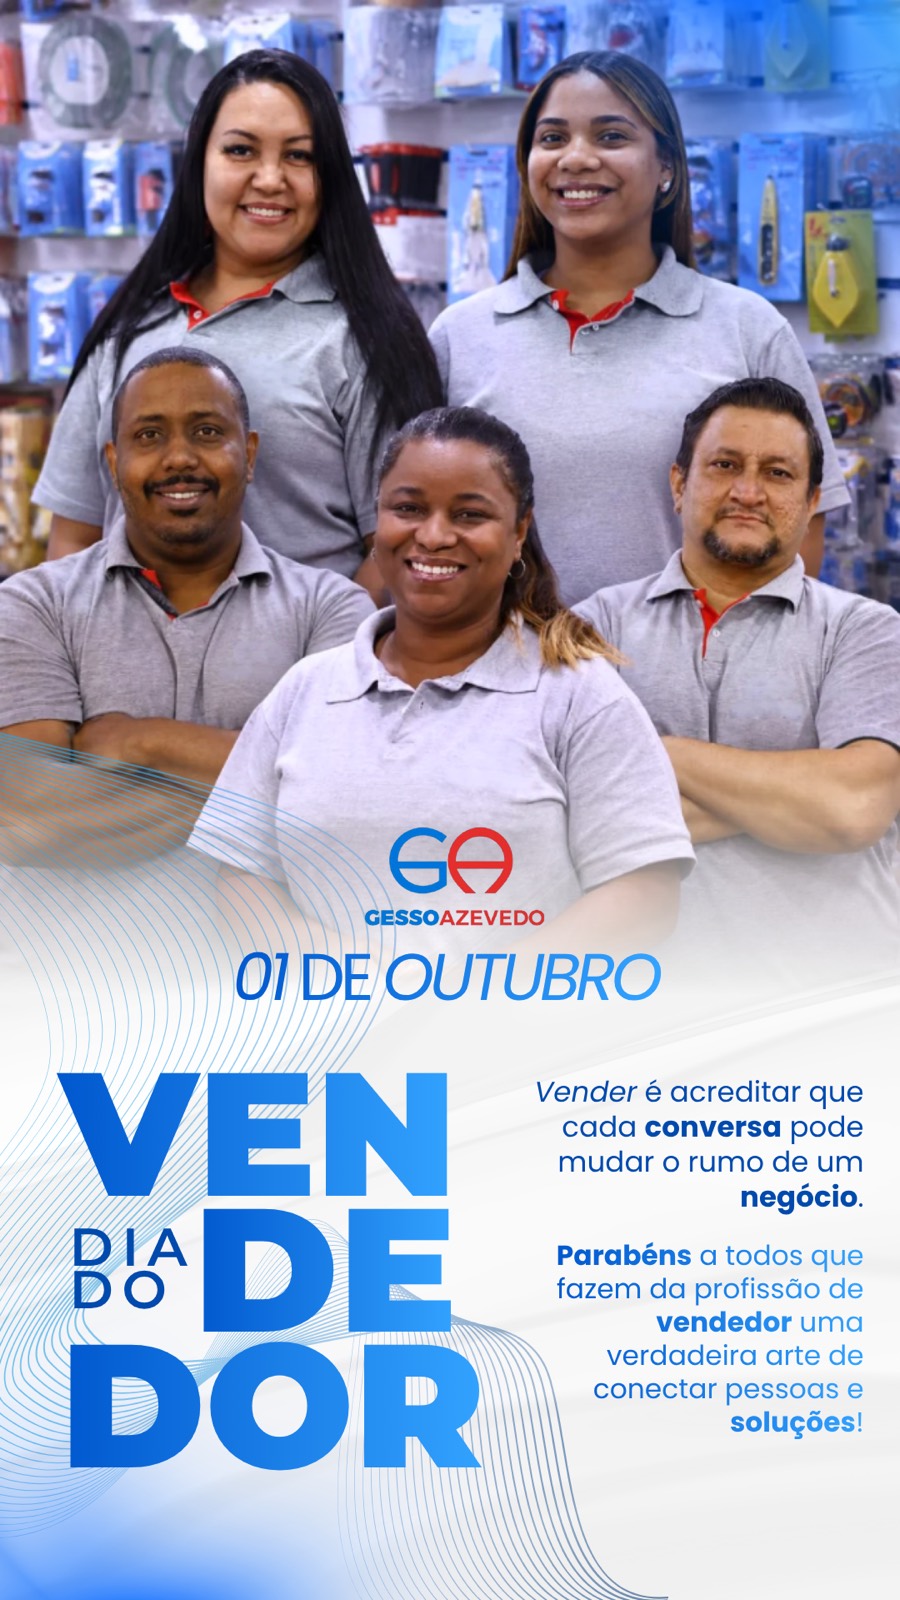 GA
GESSOAZEVEDO
01 DE OUTUBRO
VEN
DIA
DO
DE
DOR
Vender é acreditar que
cada conversa pode
mudar o rumo de um
negócio.
Parabéns a todos que
fazem da profissão de
vendedor uma
verdadeira arte de
conectar pessoas e
soluções!